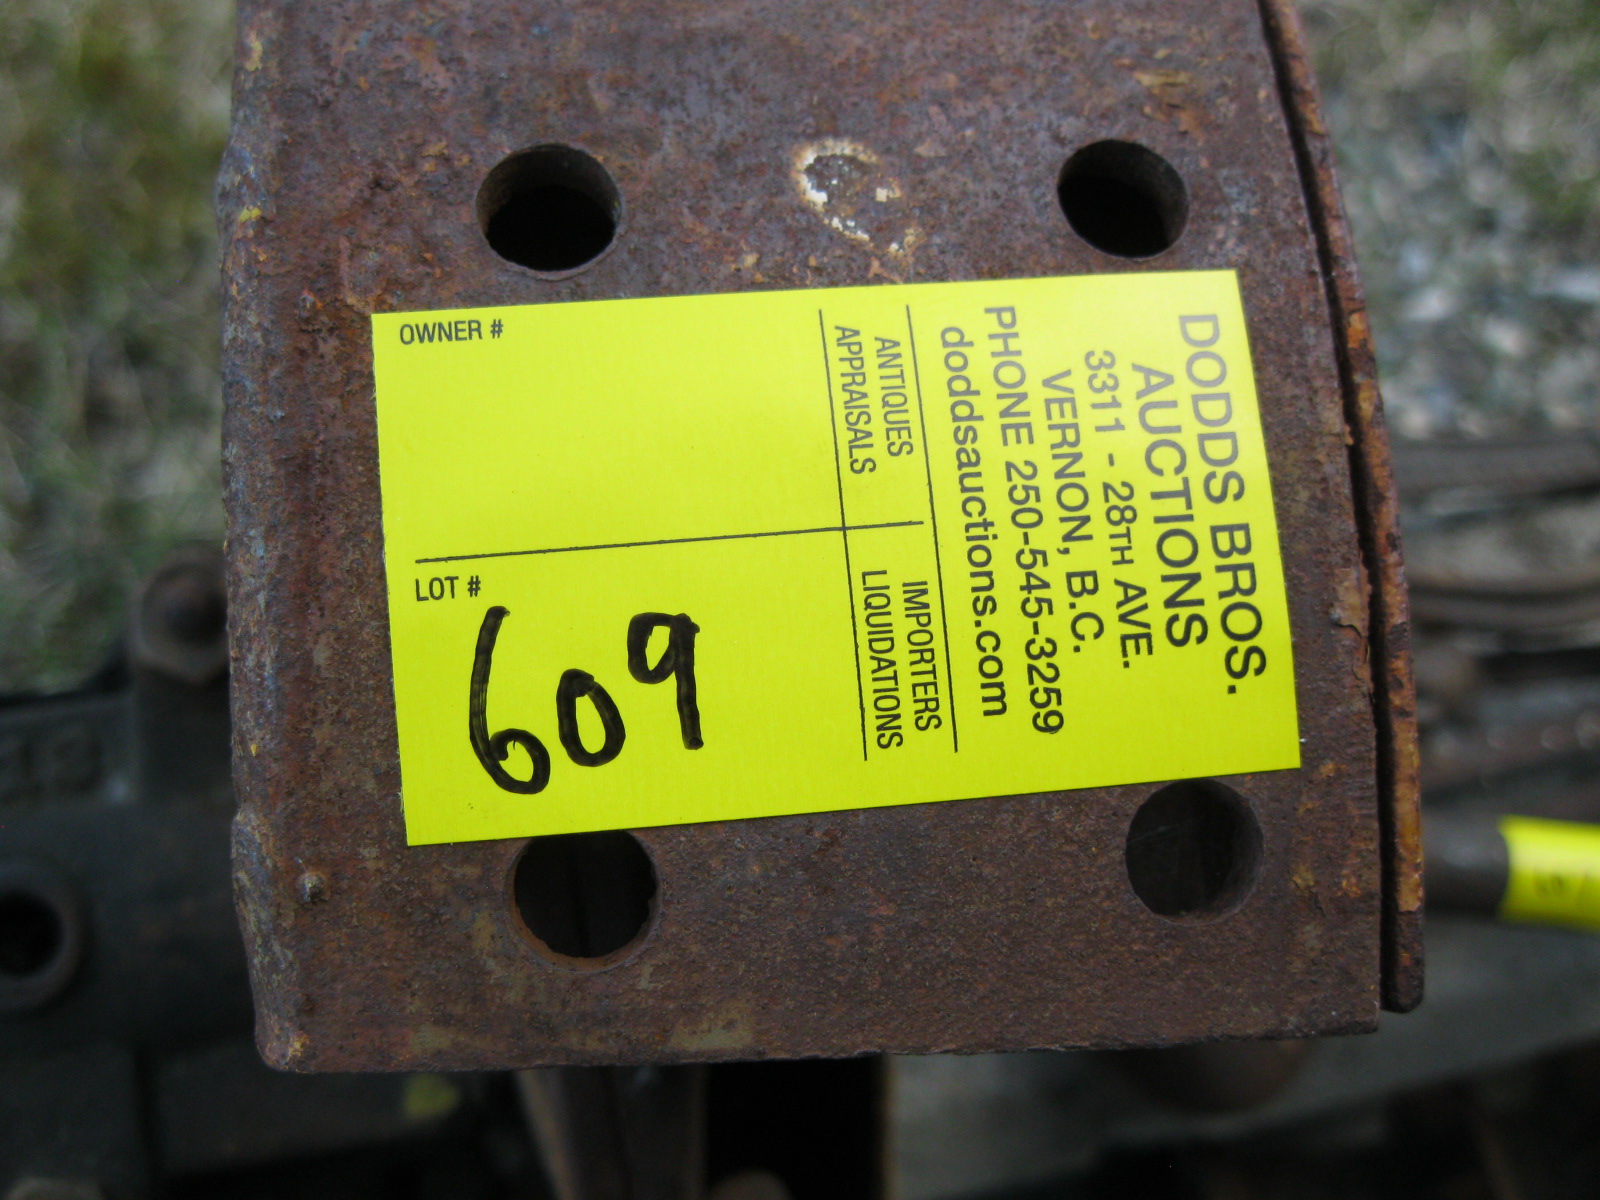 DODDS BROS.
AUCTIONS
3311 - 28TH AVE.
VERNON, B.C.
PHONE 250-545-3259
doddsauctions.com
ANTIQUES
APPRAISALS
IMPORTERS
LIQUIDATIONS
OWNER #
LOT #
609